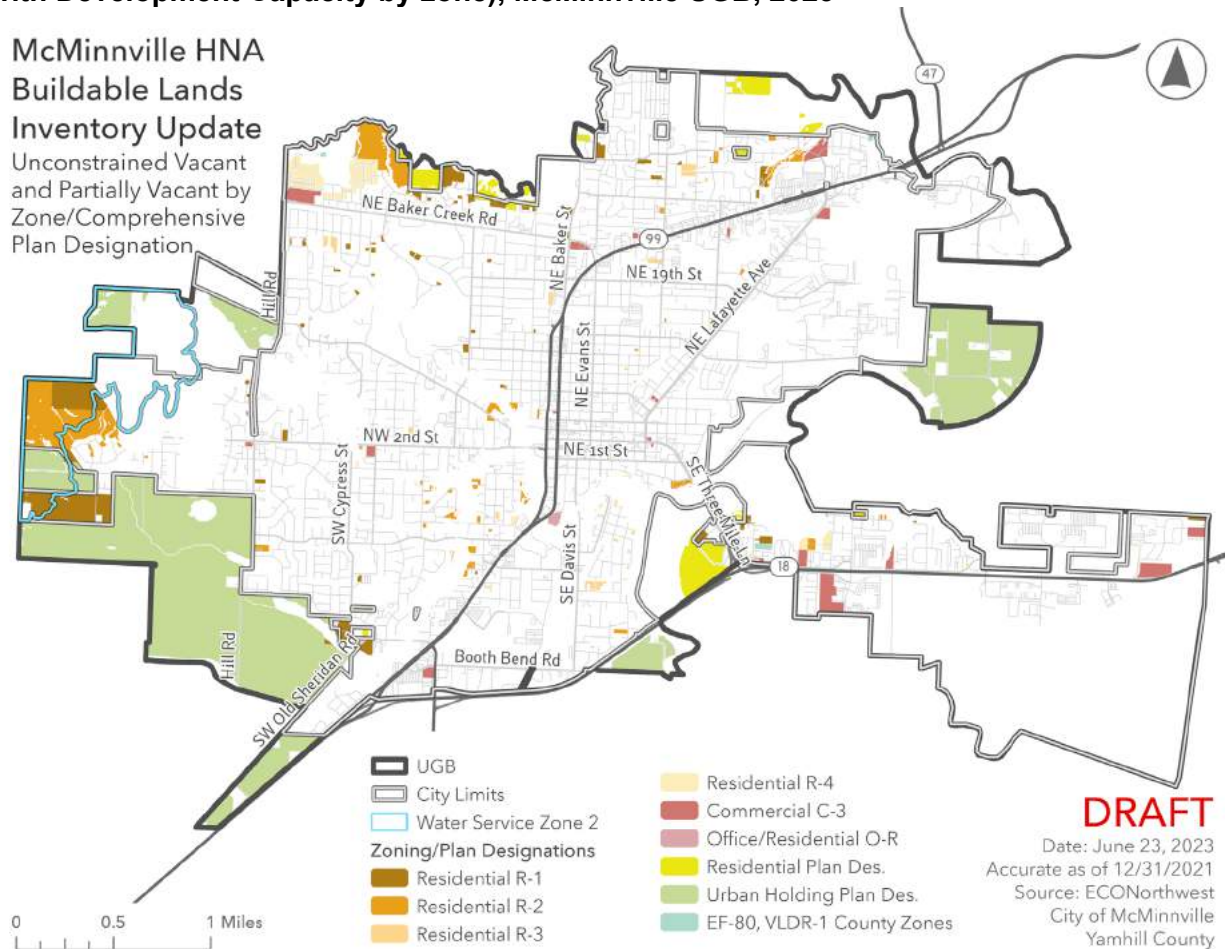 McMinnville HNA
Buildable Lands
Inventory Update
Unconstrained Vacant
and Partially Vacant by
Zone/Comprehensive
Plan Designation
47
NE Baker Creek Rd
NE Baker St
99
NE 19th St
Hill Rd
NE Lafayette Ave
NE Evans St
NW 2nd St
NE 1st St
SW Cypress St
SE Three Mile Ln
SE Davis St
18
Hill Rd
SW Old Sheridan Rd
Booth Bend Rd
UGB
City Limits
Water Service Zone 2
Zoning/Plan Designations
Residential R-1
Residential R-2
Residential R-3
Residential R-4
Commercial C-3
Office/Residential O-R
Residential Plan Des.
Urban Holding Plan Des.
EF-80, VLDR-1 County Zones
DRAFT
Date: June 23, 2023
Accurate as of 12/31/2021
Source: ECONorthwest
City of McMinnville
Yamhill County
0 0.5 1 Miles